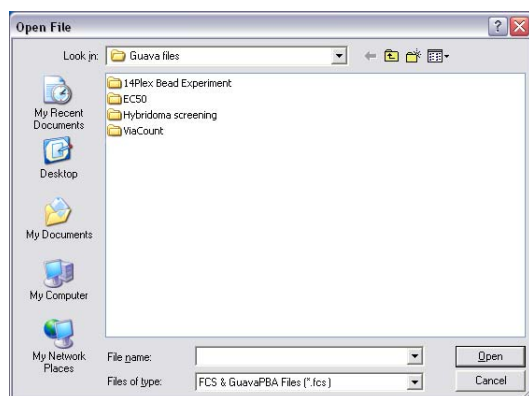 Open File
Look in: Guava files
14Plex Bead Experiment
EC50
Hybridoma screening
ViaCount
My Recent
Documents
Desktop
My Documents
My Computer
My Network
Places
File name:
Open
Files of type: FCS & GuavaPBA Files (*.fcs)
Cancel